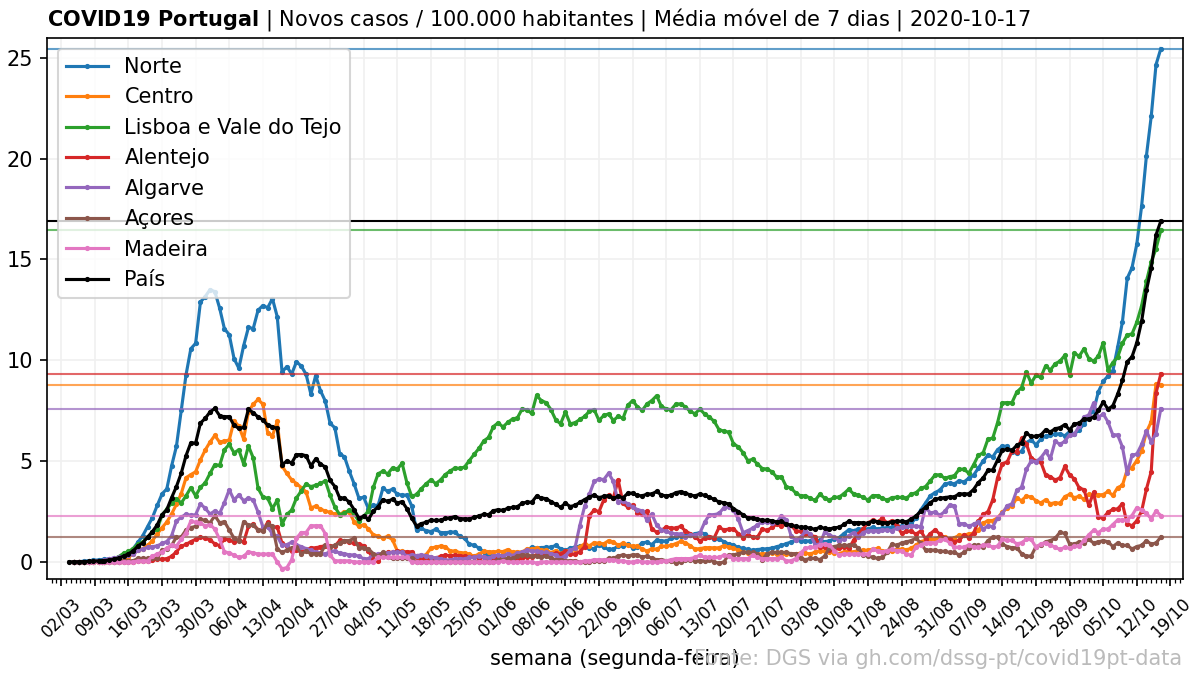 COVID19 Portugal | Novos casos / 100.000 habitantes | Média móvel de 7 dias | 2020-10-17
25
20
15
10
5
0
Norte
Centro
Lisboa e Vale do Tejo
Alentejo
Algarve
Açores
Madeira
País
02/03 09/03 16/03 23/03 30/03 06/04 13/04 20/04 27/04 04/05 11/05 18/05 25/05 01/06 08/06 15/06 22/06 29/06 06/07 13/07 20/07 27/07 03/08 10/08 17/08 24/08 31/08 07/09 14/09 21/09 28/09 05/10 12/10 19/10
semana (segunda-feira)
Fonte: DGS via gh.com/dssg-pt/covid19pt-data